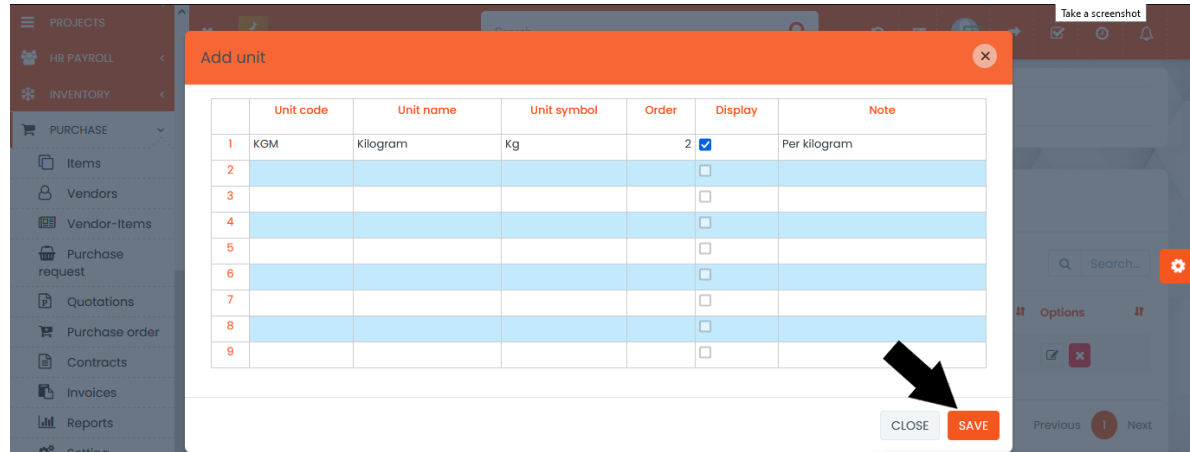 Take a screenshot
PROJECTS
HR PAYROLL
INVENTORY
PURCHASE
Items
Vendors
Vendor-Items
Purchase
request
Quotations
Purchase order
Contracts
Invoices
Reports
Setting
Add unit
Unit code Unit name Unit symbol Order Display Note
1 KGM Kilogram Kg 2 Per kilogram
2
3
4
5
6
7
8
9
CLOSE SAVE
Search...
Options
Previous 1 Next